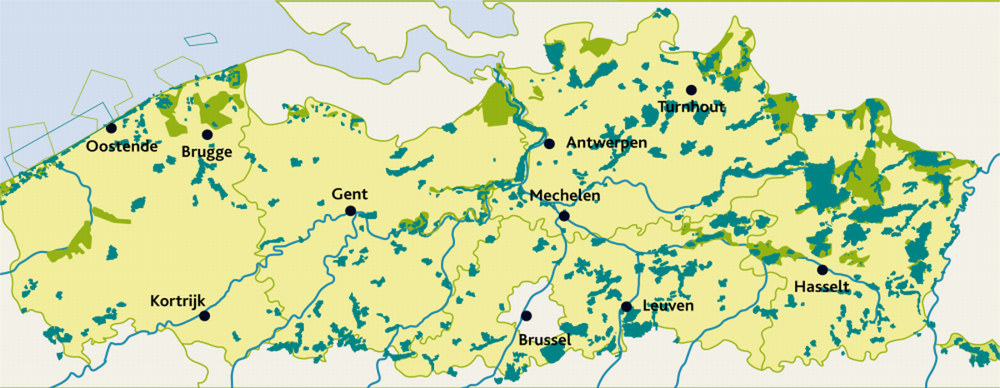 Turnhout
Oostende
Brugge
Antwerpen
Gent
Mechelen
Hasselt
Kortrijk
Leuven
Brussel